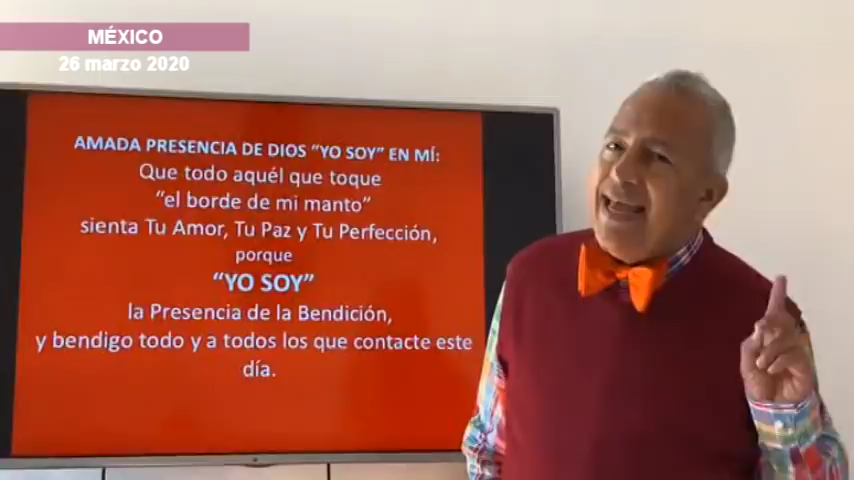 MÉXICO
26 marzo 2020
AMADA PRESENCIA DE DIOS "YO SOY" EN MÍ:
Que todo aquél que toque
"el borde de mi manto"
sienta Tu Amor, Tu Paz y Tu Perfección,
porque
"YO SOY"
la Presencia de la Bendición,
y bendigo todo y a todos los que contacte este
día.